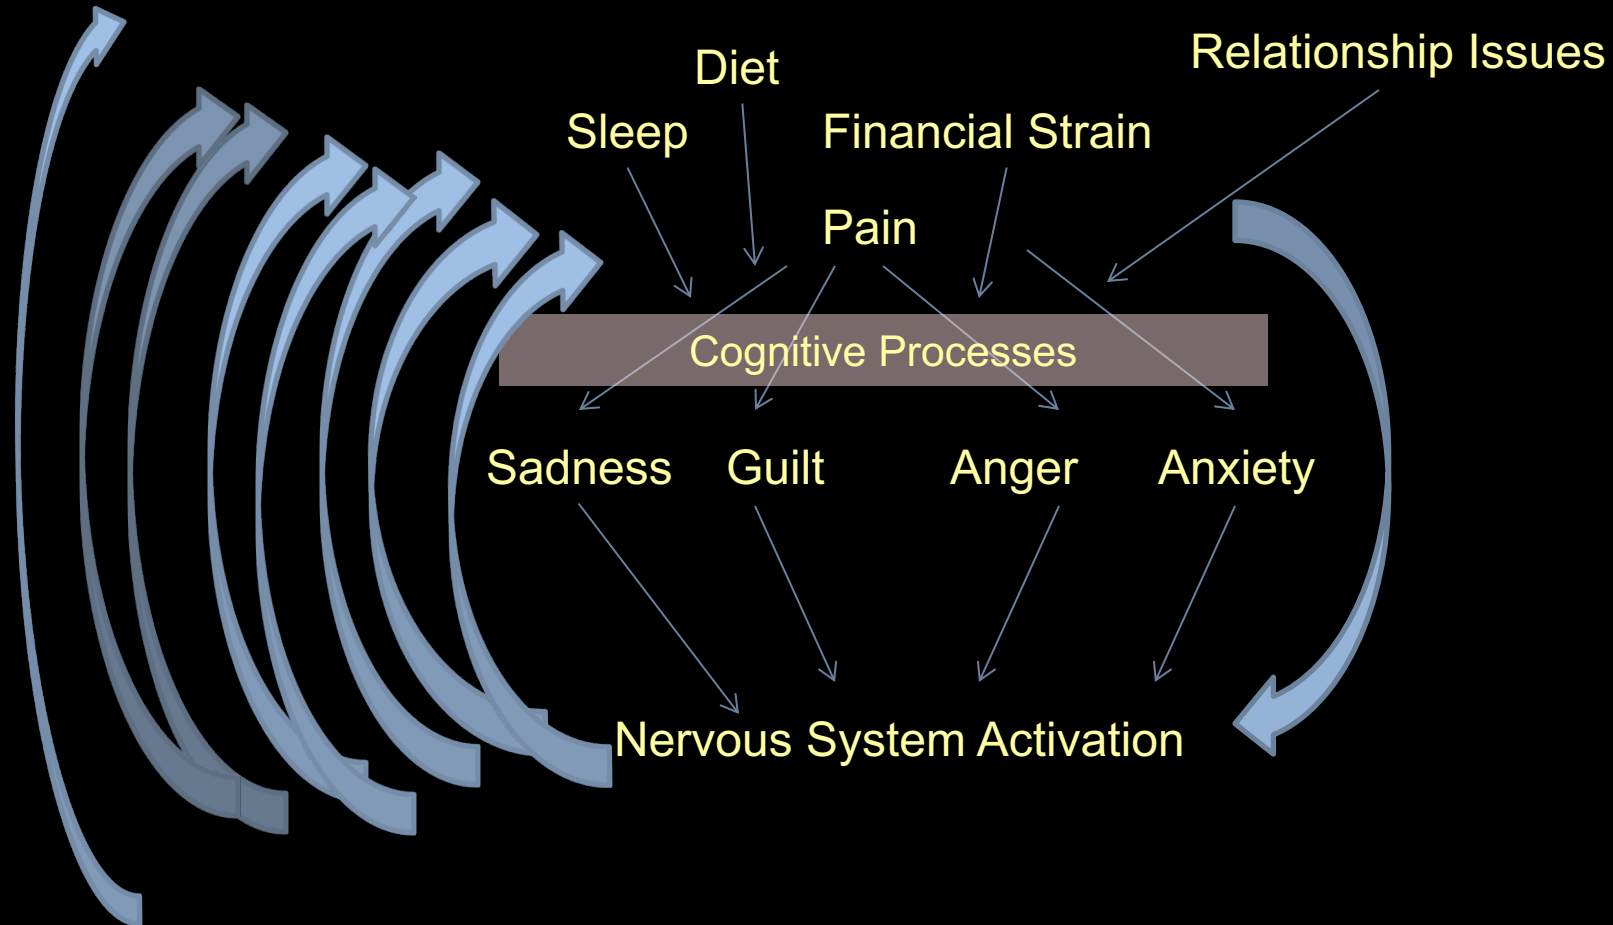 Relationship Issues
Diet
Sleep
Financial Strain
Pain
Cognitive Processes
Sadness
Guilt
Anger
Anxiety
Nervous System Activation